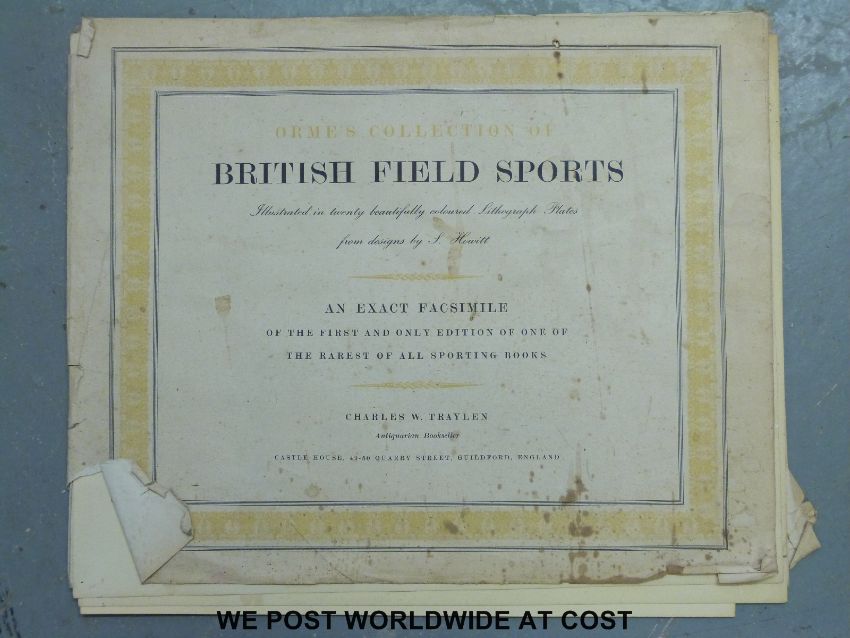 ORME'S COLLECTION OF
BRITISH FIELD SPORTS
Illustrated in twenty beautifully coloured Lithograph Plates
from designs by S. Howitt
AN EXACT FACSIMILE
OF THE FIRST AND ONLY EDITION OF ONE OF
THE RAREST OF ALL SPORTING BOOKS
CHARLES W. TRAYLEN
Antiquarian Bookseller
CASTLE HOUSE, 49-50 QUARRY STREET, GUILDFORD, ENGLAND
WE POST WORLDWIDE AT COST